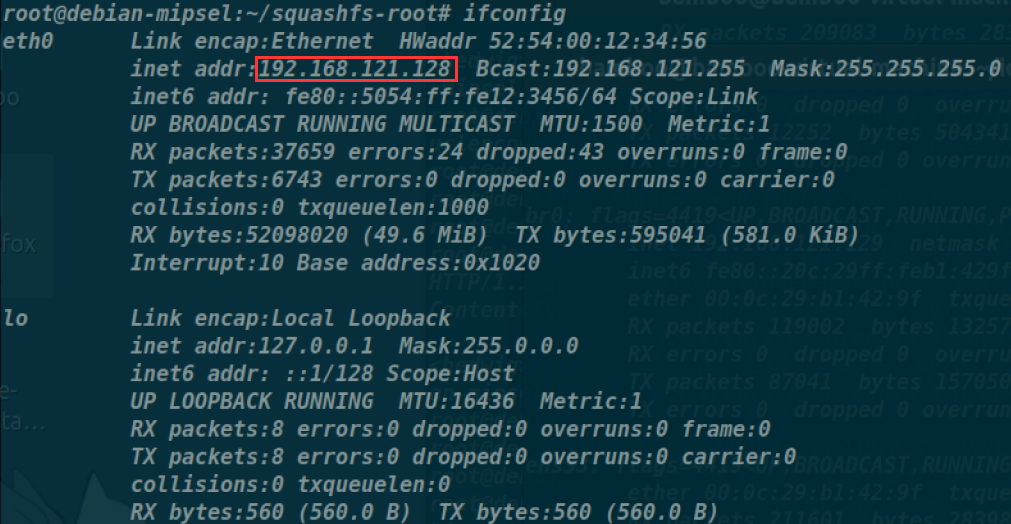 root@debian-mipsel:~/squashfs-root# ifconfig
eth0 Link encap:Ethernet HWaddr 52:54:00:12:34:56
inet addr:192.168.121.128 Bcast:192.168.121.255 Mask:255.255.255.0
inet6 addr: fe80::5054:ff:fe12:3456/64 Scope:Link
UP BROADCAST RUNNING MULTICAST MTU:1500 Metric:1
RX packets:37659 errors:24 dropped:43 overruns:0 frame:0
TX packets:6743 errors:0 dropped:0 overruns:0 carrier:0
collisions:0 txqueuelen:1000
RX bytes:52098020 (49.6 MiB) TX bytes:595041 (581.0 KiB)
Interrupt:10 Base address:0x1020
lo Link encap:Local Loopback
inet addr:127.0.0.1 Mask:255.0.0.0
inet6 addr: ::1/128 Scope:Host
UP LOOPBACK RUNNING MTU:16436 Metric:1
RX packets:8 errors:0 dropped:0 overruns:0 frame:0
TX packets:8 errors:0 dropped:0 overruns:0 carrier:0
collisions:0 txqueuelen:0
RX bytes:560 (560.0 B) TX bytes:560 (560.0 B)